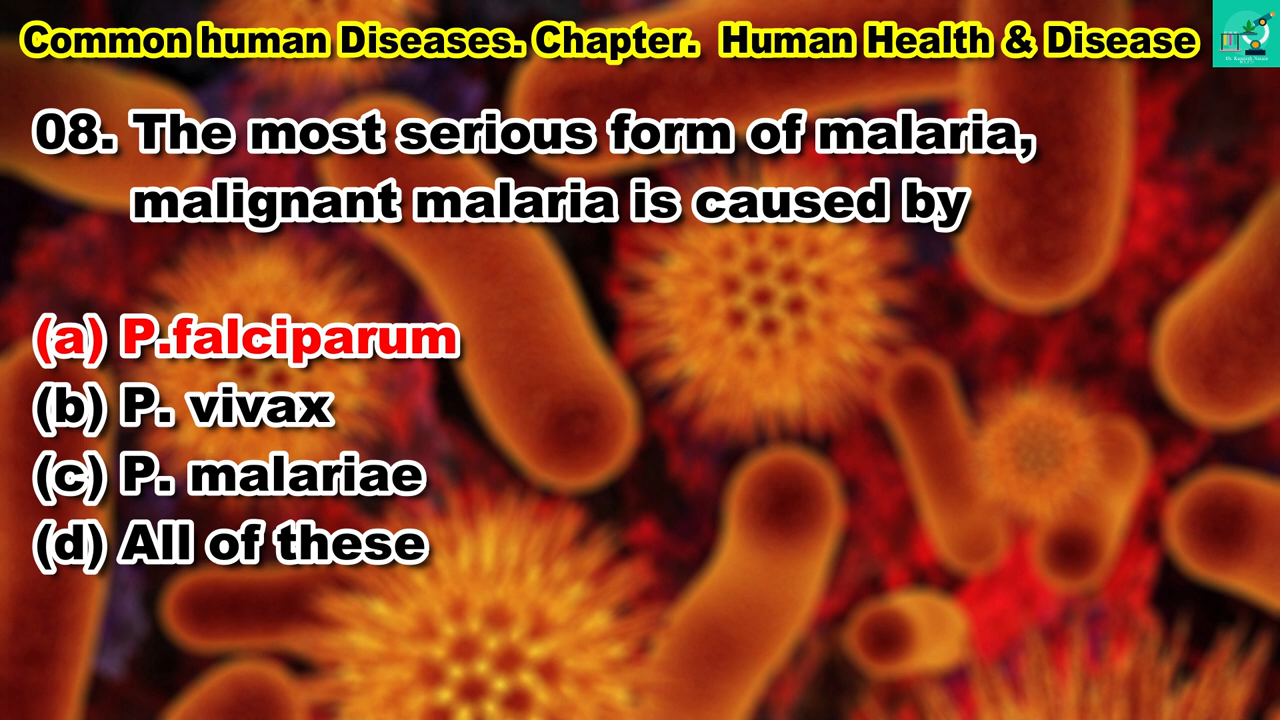 Common human Diseases. Chapter. Human Health & Disease
08. The most serious form of malaria,
malignant malaria is caused by
(a) P.falciparum
(b) P. vivax
(c) P. malariae
(d) All of these